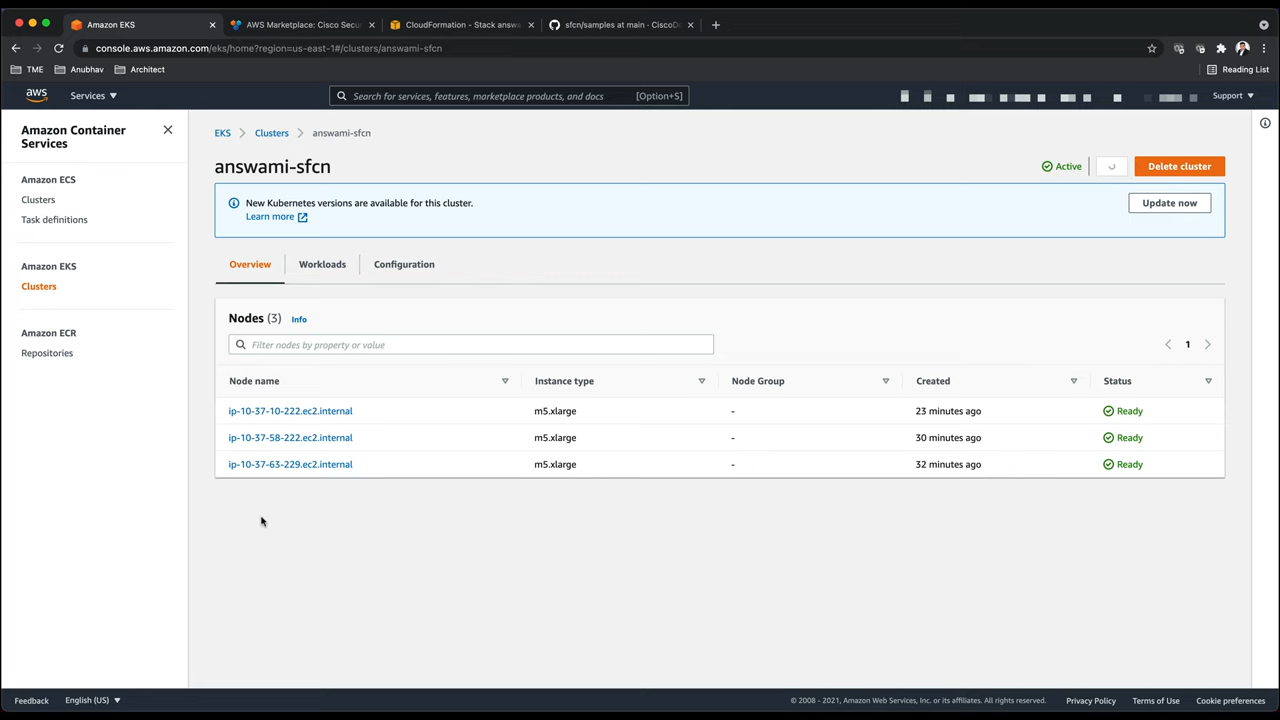 Amazon EKS
AWS Marketplace: Cisco Secu
CloudFormation - Stack answa
sfcn/samples at main · CiscoDe
console.aws.amazon.com/eks/home?region=us-east-1#/clusters/answami-sfcn
TME
Anubhav
Architect
Reading List
aws
Services
Search for services, features, marketplace products, and docs
[Option+S]
Support
Amazon Container
Services
Amazon ECS
Clusters
Task definitions
Amazon EKS
Clusters
Amazon ECR
Repositories
EKS
Clusters
answami-sfcn
answami-sfcn
Active
Delete cluster
New Kubernetes versions are available for this cluster.
Learn more
Update now
Overview
Workloads
Configuration
Nodes (3)
Info
Filter nodes by property or value
1
Node name
Instance type
Node Group
Created
Status
ip-10-37-10-222.ec2.internal m5.xlarge - 23 minutes ago Ready
ip-10-37-58-222.ec2.internal m5.xlarge - 30 minutes ago Ready
ip-10-37-63-229.ec2.internal m5.xlarge - 32 minutes ago Ready
Feedback
English (US)
© 2008 - 2021, Amazon Web Services, Inc. or its affiliates. All rights reserved.
Privacy Policy
Terms of Use
Cookie preferences